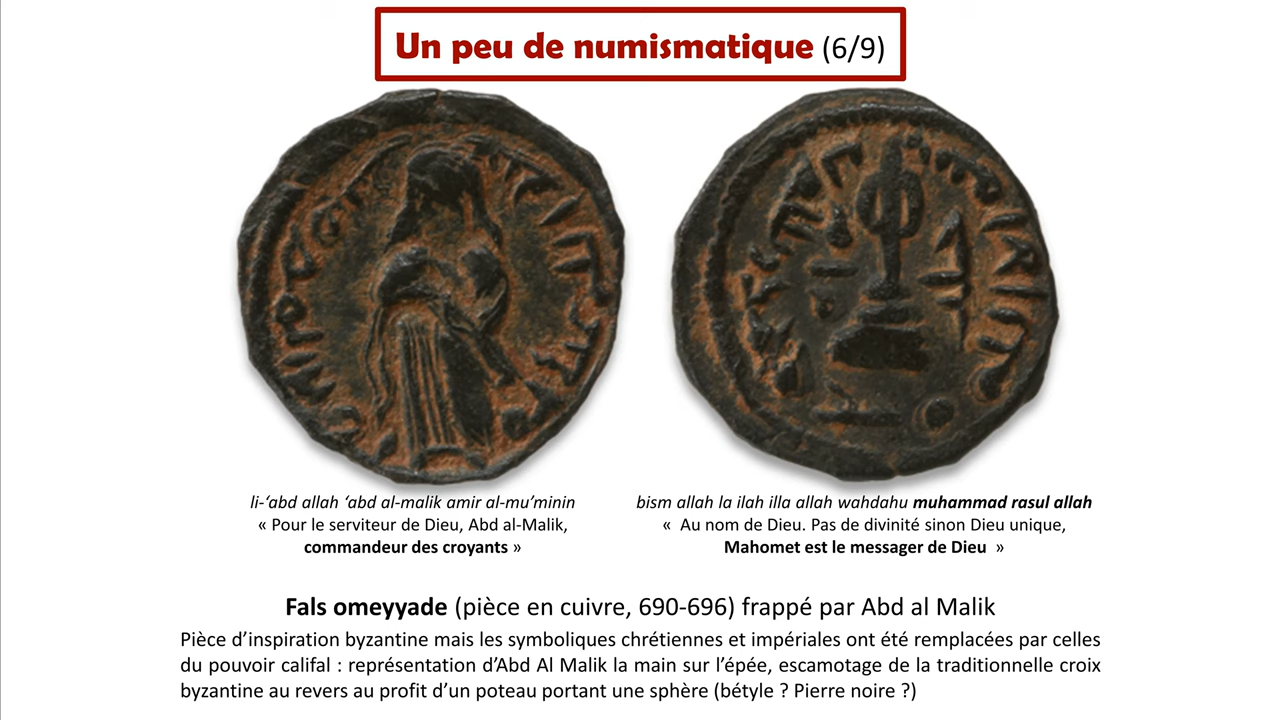 Un peu de numismatique (6/9)
li-‘abd allah ‘abd al-malik amir al-mu’minin
« Pour le serviteur de Dieu, Abd al-Malik,
commandeur des croyants »
bism allah la ilah illa allah wahdahu muhammad rasul allah
« Au nom de Dieu. Pas de divinité sinon Dieu unique,
Mahomet est le messager de Dieu »
Fals omeyyade (pièce en cuivre, 690-696) frappé par Abd al Malik
Pièce d’inspiration byzantine mais les symboliques chrétiennes et impériales ont été remplacées par celles
du pouvoir califal : représentation d’Abd Al Malik la main sur l’épée, escamotage de la traditionnelle croix
byzantine au revers au profit d’un poteau portant une sphère (bétyle ? Pierre noire ?)